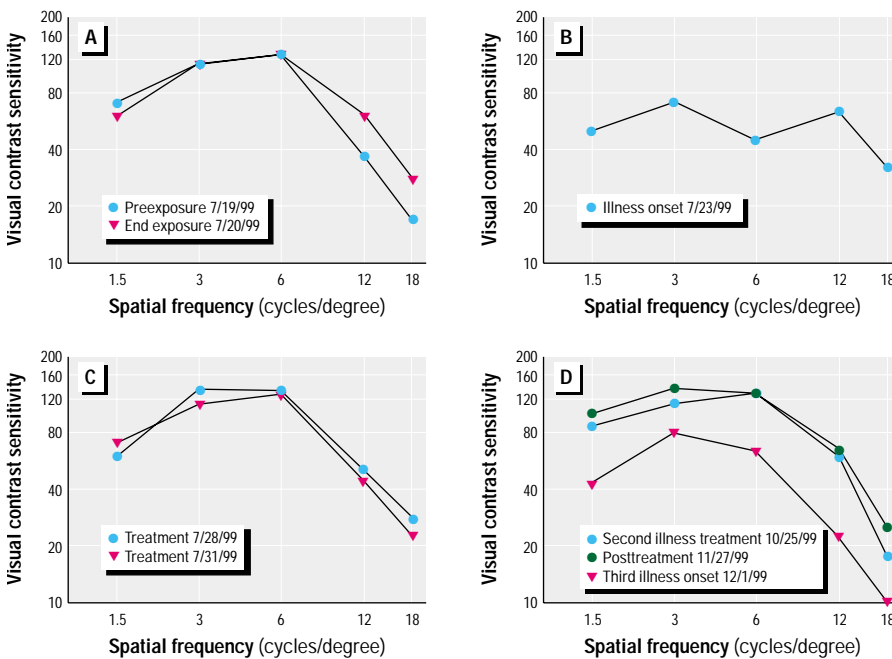 A
Visual contrast sensitivity
200
160
120
80
40
20
10
Preexposure 7/19/99
End exposure 7/20/99
1.5 3 6 12 18
Spatial frequency (cycles/degree)
B
Visual contrast sensitivity
200
160
120
80
40
20
10
Illness onset 7/23/99
1.5 3 6 12 18
Spatial frequency (cycles/degree)
C
Visual contrast sensitivity
200
160
120
80
40
20
10
Treatment 7/28/99
Treatment 7/31/99
1.5 3 6 12 18
Spatial frequency (cycles/degree)
D
Visual contrast sensitivity
200
160
120
80
40
20
10
Second illness treatment 10/25/99
Posttreatment 11/27/99
Third illness onset 12/1/99
1.5 3 6 12 18
Spatial frequency (cycles/degree)